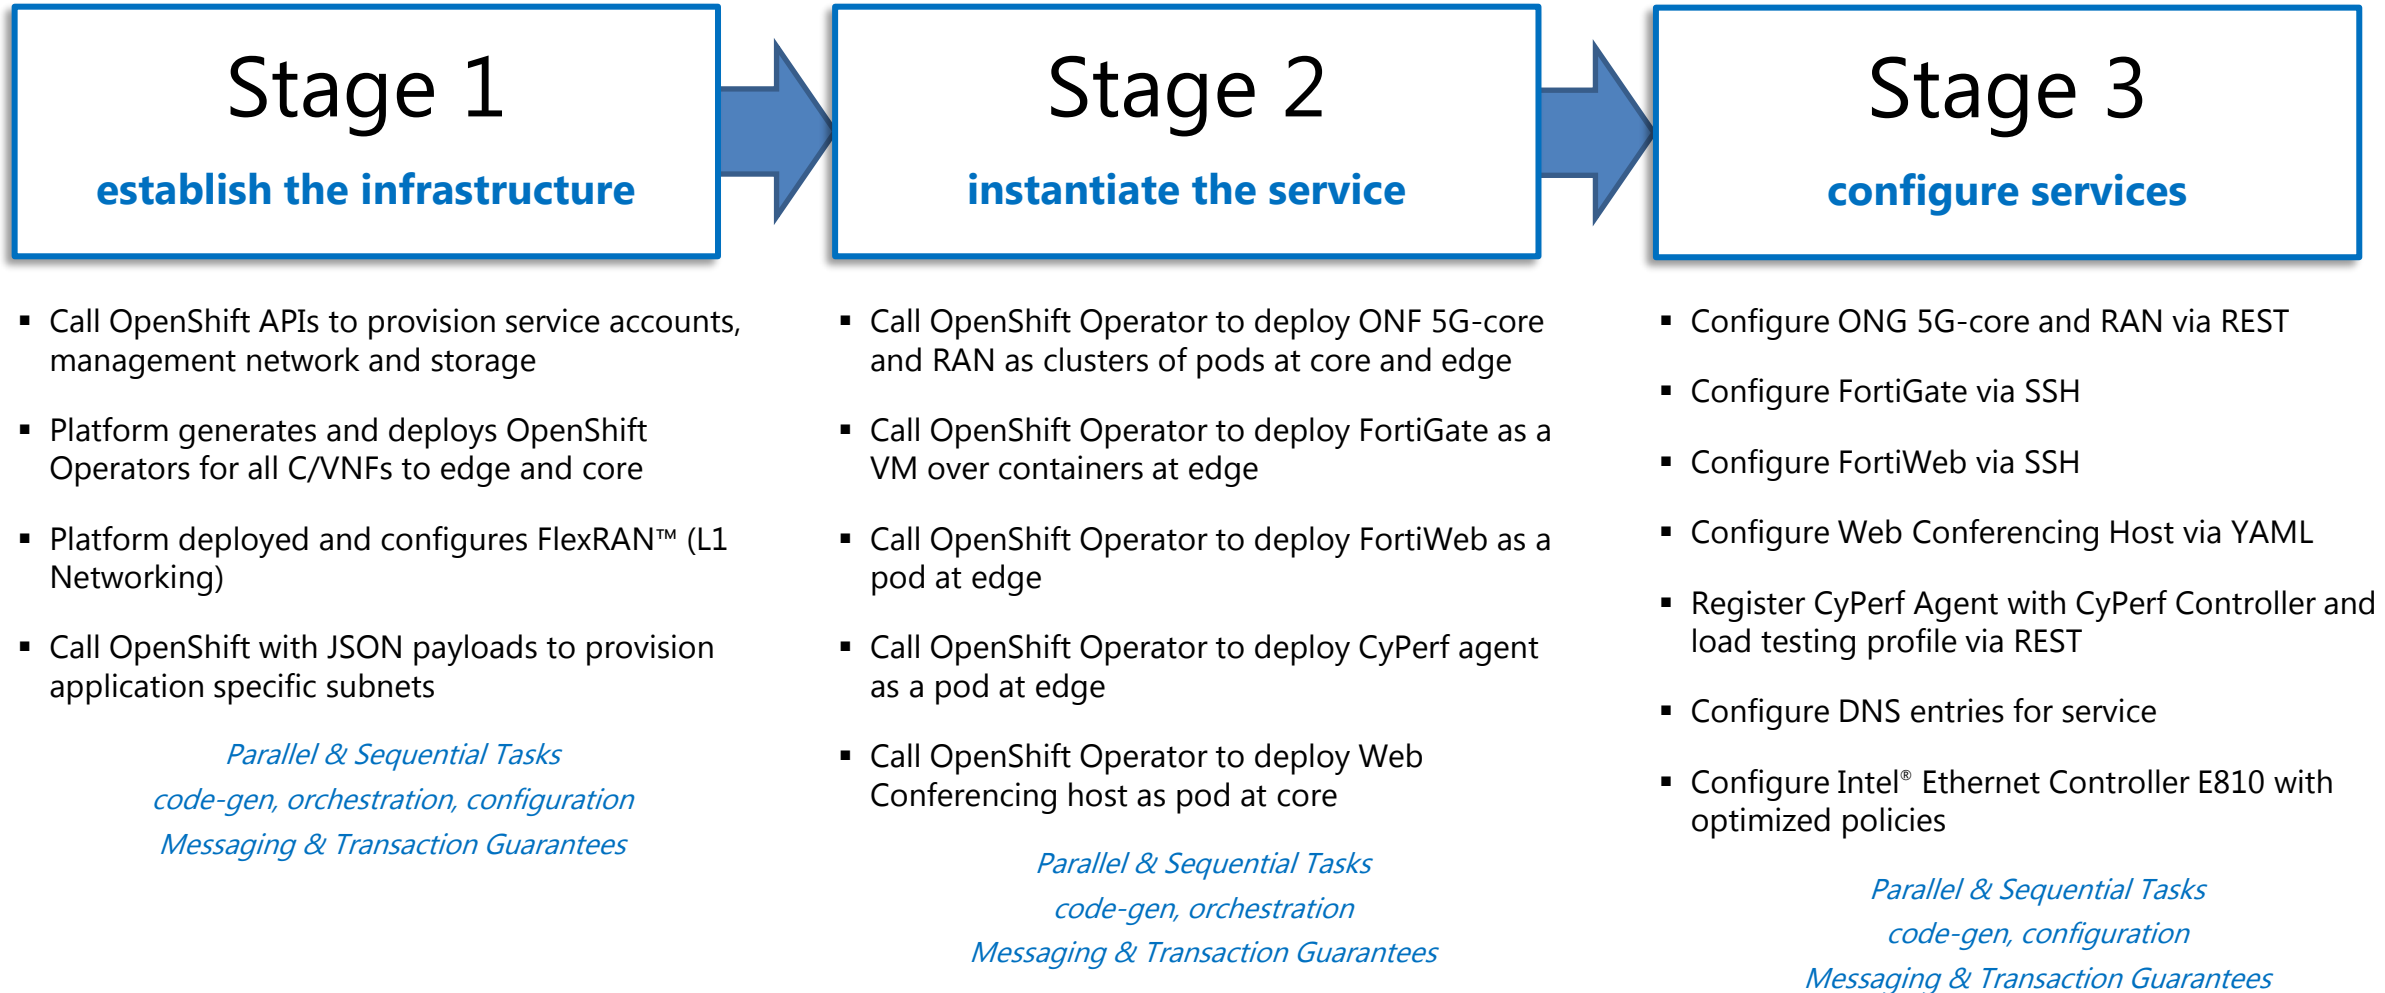 Stage 1
establish the infrastructure
▪ Call OpenShift APIs to provision service accounts,
management network and storage
▪ Platform generates and deploys OpenShift
Operators for all C/VNFs to edge and core
▪ Platform deployed and configures FlexRAN™ (L1
Networking)
▪ Call OpenShift with JSON payloads to provision
application specific subnets
Parallel & Sequential Tasks
code-gen, orchestration, configuration
Messaging & Transaction Guarantees
Stage 2
instantiate the service
▪ Call OpenShift Operator to deploy ONF 5G-core
and RAN as clusters of pods at core and edge
▪ Call OpenShift Operator to deploy FortiGate as a
VM over containers at edge
▪ Call OpenShift Operator to deploy FortiWeb as a
pod at edge
▪ Call OpenShift Operator to deploy CyPerf agent
as a pod at edge
▪ Call OpenShift Operator to deploy Web
Conferencing host as pod at core
Parallel & Sequential Tasks
code-gen, orchestration
Messaging & Transaction Guarantees
Stage 3
configure services
▪ Configure ONG 5G-core and RAN via REST
▪ Configure FortiGate via SSH
▪ Configure FortiWeb via SSH
▪ Configure Web Conferencing Host via YAML
▪ Register CyPerf Agent with CyPerf Controller and
load testing profile via REST
▪ Configure DNS entries for service
▪ Configure Intel® Ethernet Controller E810 with
optimized policies
Parallel & Sequential Tasks
code-gen, configuration
Messaging & Transaction Guarantees